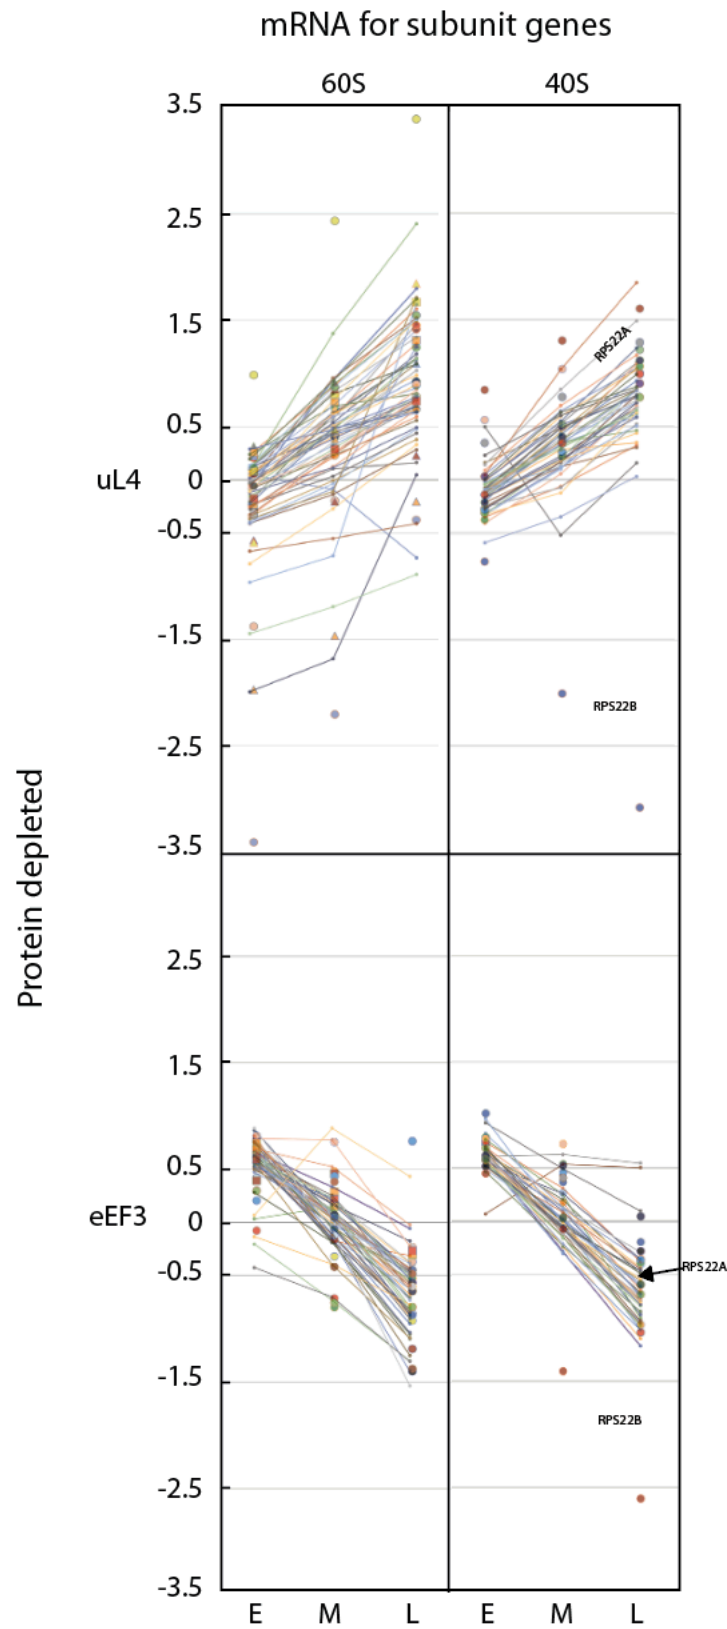 mRNA for subunit genes
60S 40S
3.5
2.5
1.5
RPS22A
0.5
uL4 0
-0.5
-1.5
RPS22B
-2.5
-3.5
Protein depleted
2.5
1.5
0.5
eEF3 0
-0.5
RPS22A
-1.5
RPS22B
-2.5
-3.5
E M L E M L